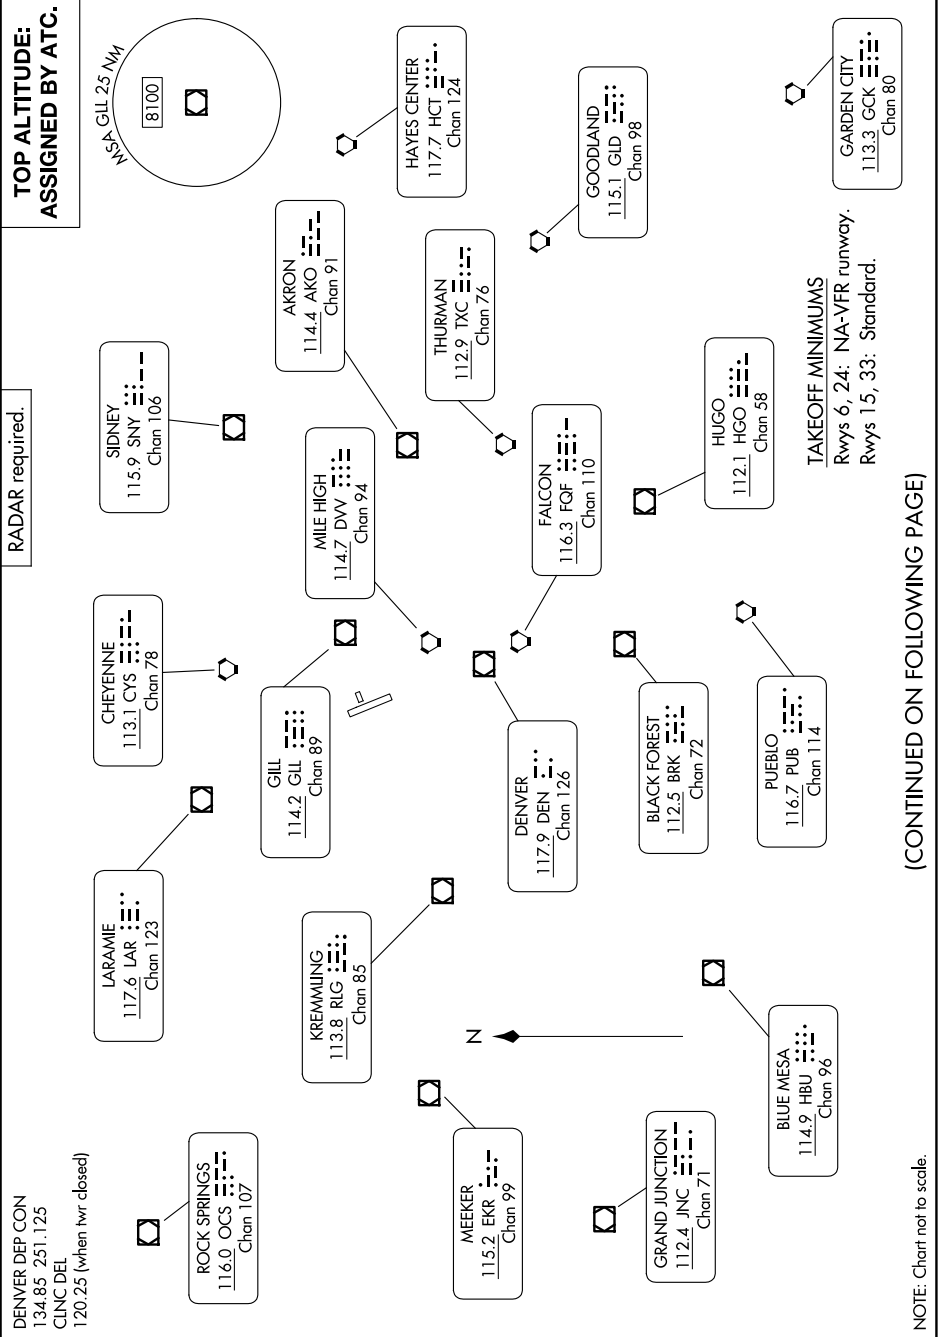 DENVER DEP CON
134.85 251.125
CLNC DEL
120.25 (when twr closed)
RADAR required.
TOP ALTITUDE:
ASSIGNED BY ATC.
MSA GLL 25 NM
8100
ROCK SPRINGS
116.0 OCS
Chan 107
LARAMIE
117.6 LAR
Chan 123
CHEYENNE
113.1 CYS
Chan 78
SIDNEY
115.9 SNY
Chan 106
GILL
114.2 GLL
Chan 89
AKRON
114.4 AKO
Chan 91
KREMMLING
113.8 RLG
Chan 85
MILE HIGH
114.7 DVV
Chan 94
HAYES CENTER
117.7 HCT
Chan 124
MEEKER
115.2 EKR
Chan 99
N
DENVER
117.9 DEN
Chan 126
THURMAN
112.9 TXC
Chan 76
FALCON
116.3 FQF
Chan 110
GOODLAND
115.1 GLD
Chan 98
GRAND JUNCTION
112.4 JNC
Chan 71
BLACK FOREST
112.5 BRK
Chan 72
HUGO
112.1 HGO
Chan 58
BLUE MESA
114.9 HBU
Chan 96
PUEBLO
116.7 PUB
Chan 114
GARDEN CITY
113.3 GCK
Chan 80
TAKEOFF MINIMUMS
Rwys 6, 24: NA-VFR runway.
Rwys 15, 33: Standard.
NOTE: Chart not to scale.
(CONTINUED ON FOLLOWING PAGE)